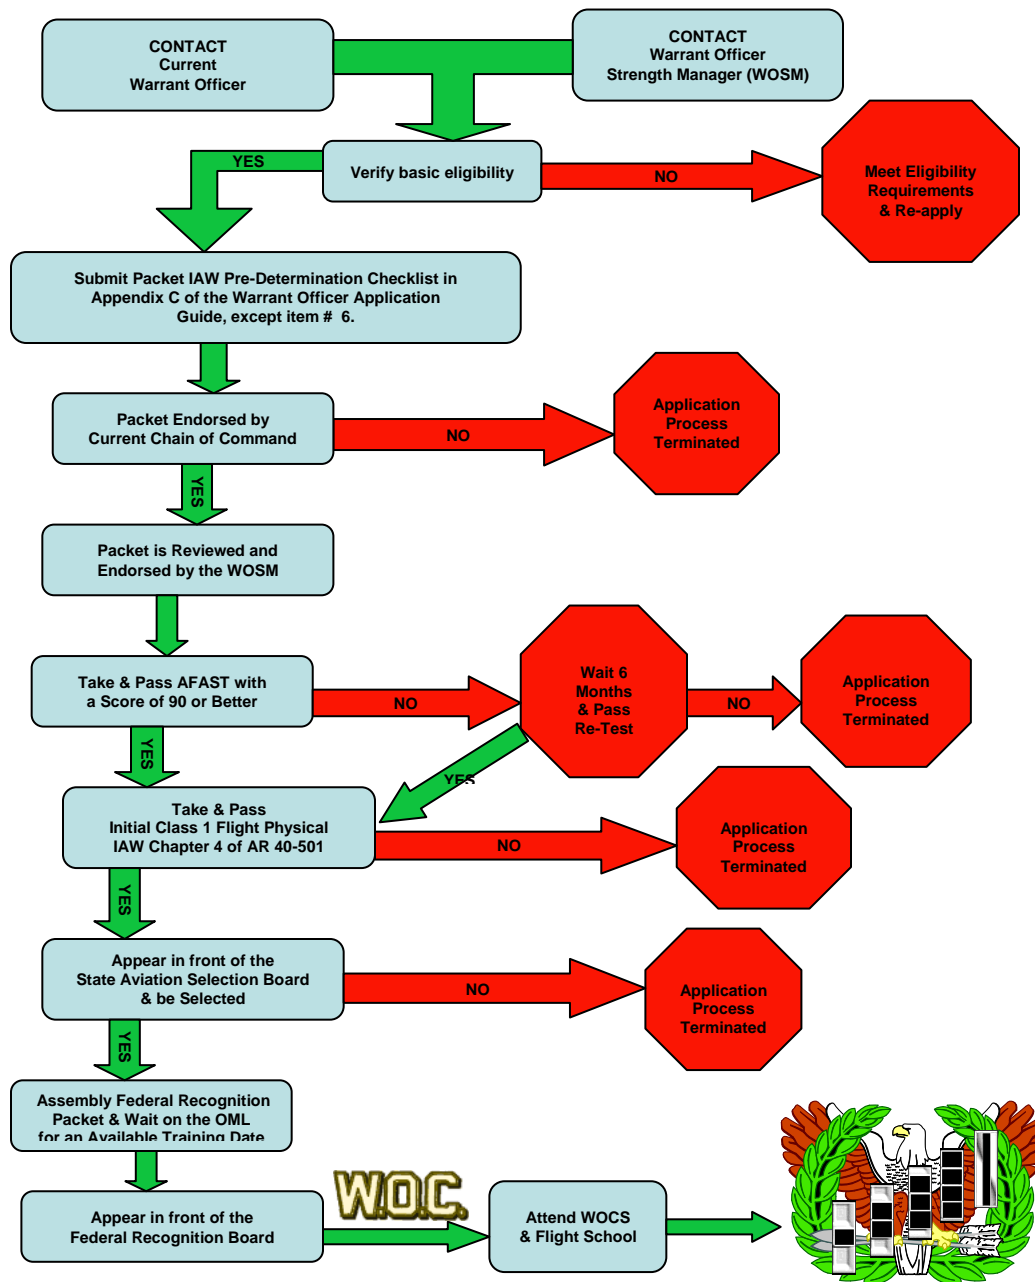 CONTACT
Current
Warrant Officer
CONTACT
Warrant Officer
Strength Manager (WOSM)
YES
Verify basic eligibility
NO
Meet Eligibility
Requirements
& Re-apply
Submit Packet IAW Pre-Determination Checklist in
Appendix C of the Warrant Officer Application
Guide, except item # 6.
Packet Endorsed by
Current Chain of Command
NO
Application
Process
Terminated
YES
Packet is Reviewed and
Endorsed by the WOSM
Take & Pass AFAST with
a Score of 90 or Better
NO
Wait 6
Months
& Pass
Re-Test
NO
Application
Process
Terminated
YES
YES
Take & Pass
Initial Class 1 Flight Physical
IAW Chapter 4 of AR 40-501
NO
Application
Process
Terminated
YES
Appear in front of the
State Aviation Selection Board
& be Selected
NO
Application
Process
Terminated
YES
Assembly Federal Recognition
Packet & Wait on the OML
for an Available Training Date
Appear in front of the
Federal Recognition Board
W.O.C.
Attend WOCS
& Flight School